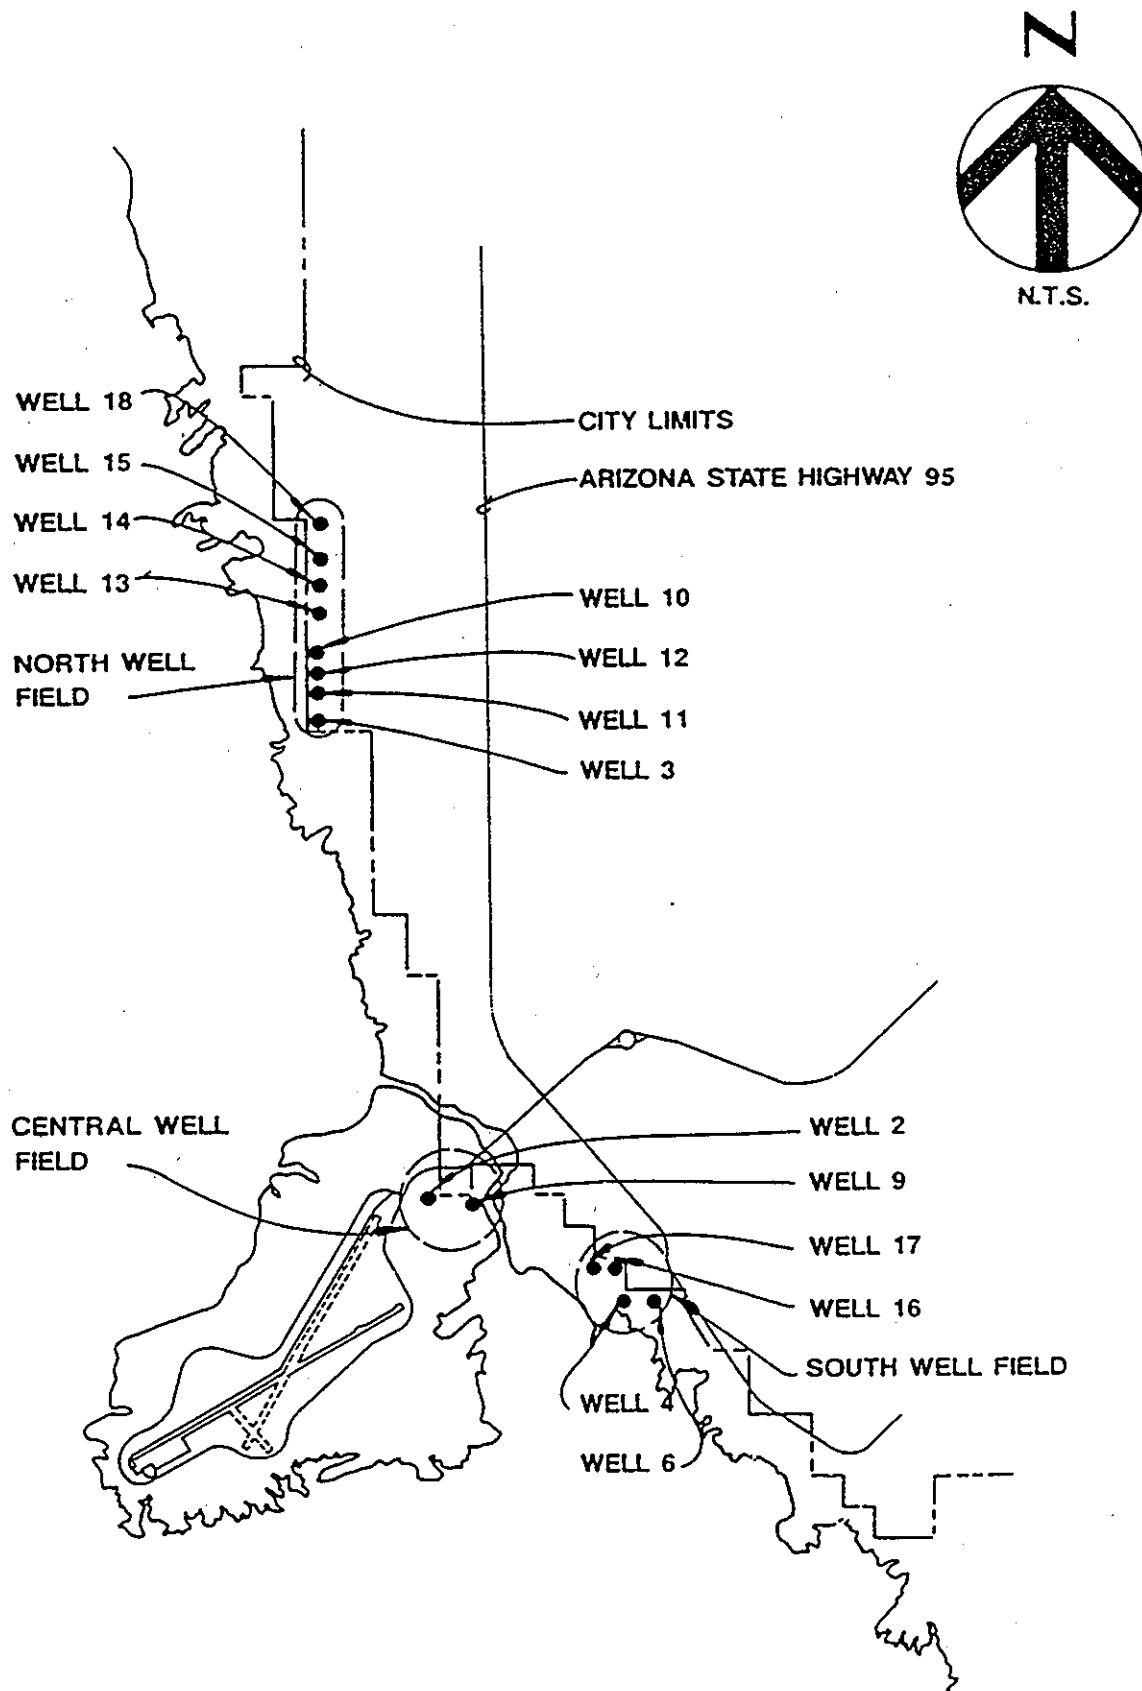 N
N.T.S.
WELL 18
CITY LIMITS
WELL 15
ARIZONA STATE HIGHWAY 95
WELL 14
WELL 13
WELL 10
NORTH WELL
FIELD
WELL 12
WELL 11
WELL 3
CENTRAL WELL
FIELD
WELL 2
WELL 9
WELL 17
WELL 16
SOUTH WELL FIELD
WELL 4
WELL 6